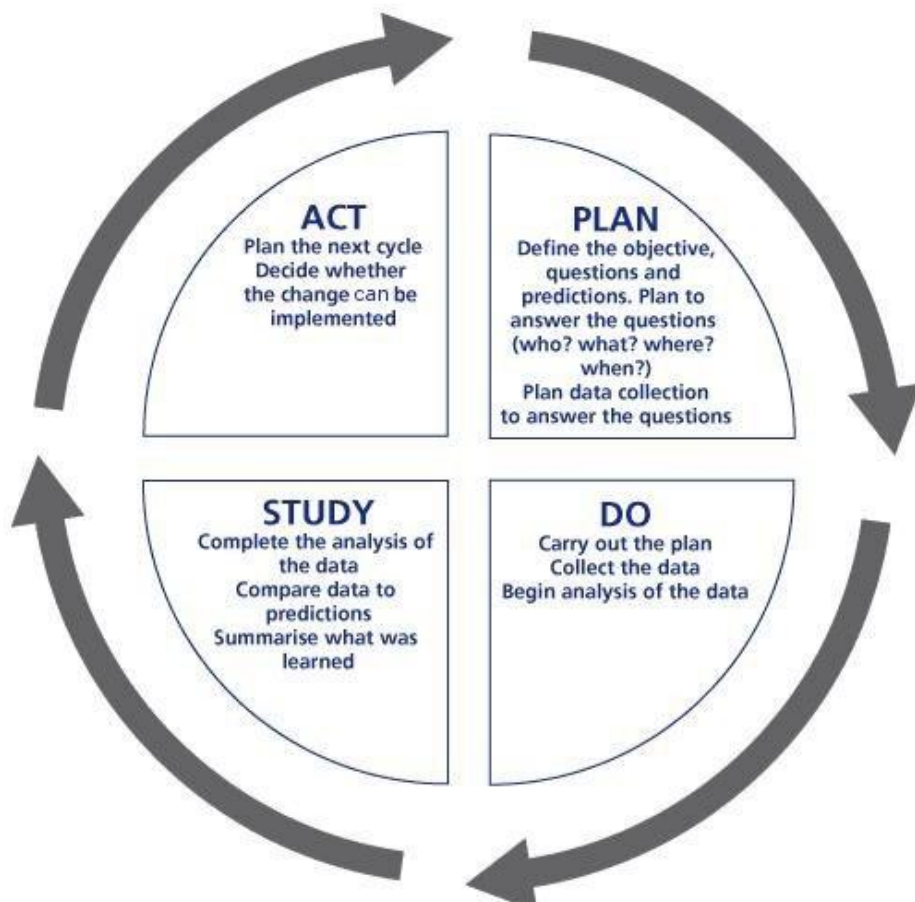 ACT
Plan the next cycle
Decide whether
the change can be
implemented
PLAN
Define the objective,
questions and
predictions. Plan to
answer the questions
(who? what? where?
when?)
Plan data collection
to answer the questions
STUDY
Complete the analysis of
the data
Compare data to
predictions
Summarise what was
learned
DO
Carry out the plan
Collect the data
Begin analysis of the data